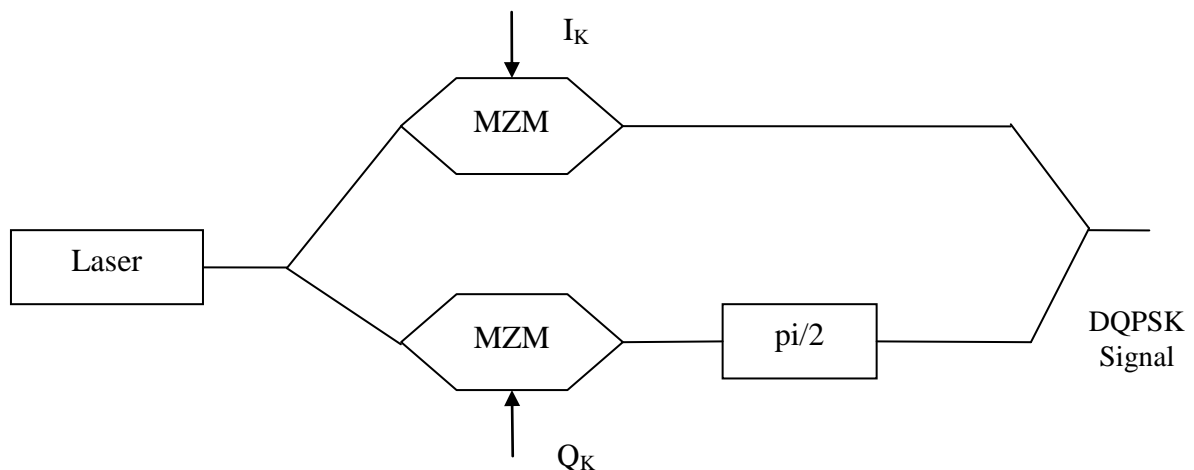 I_K
MZM
Laser
MZM
pi/2
DQPSK
Signal
Q_K